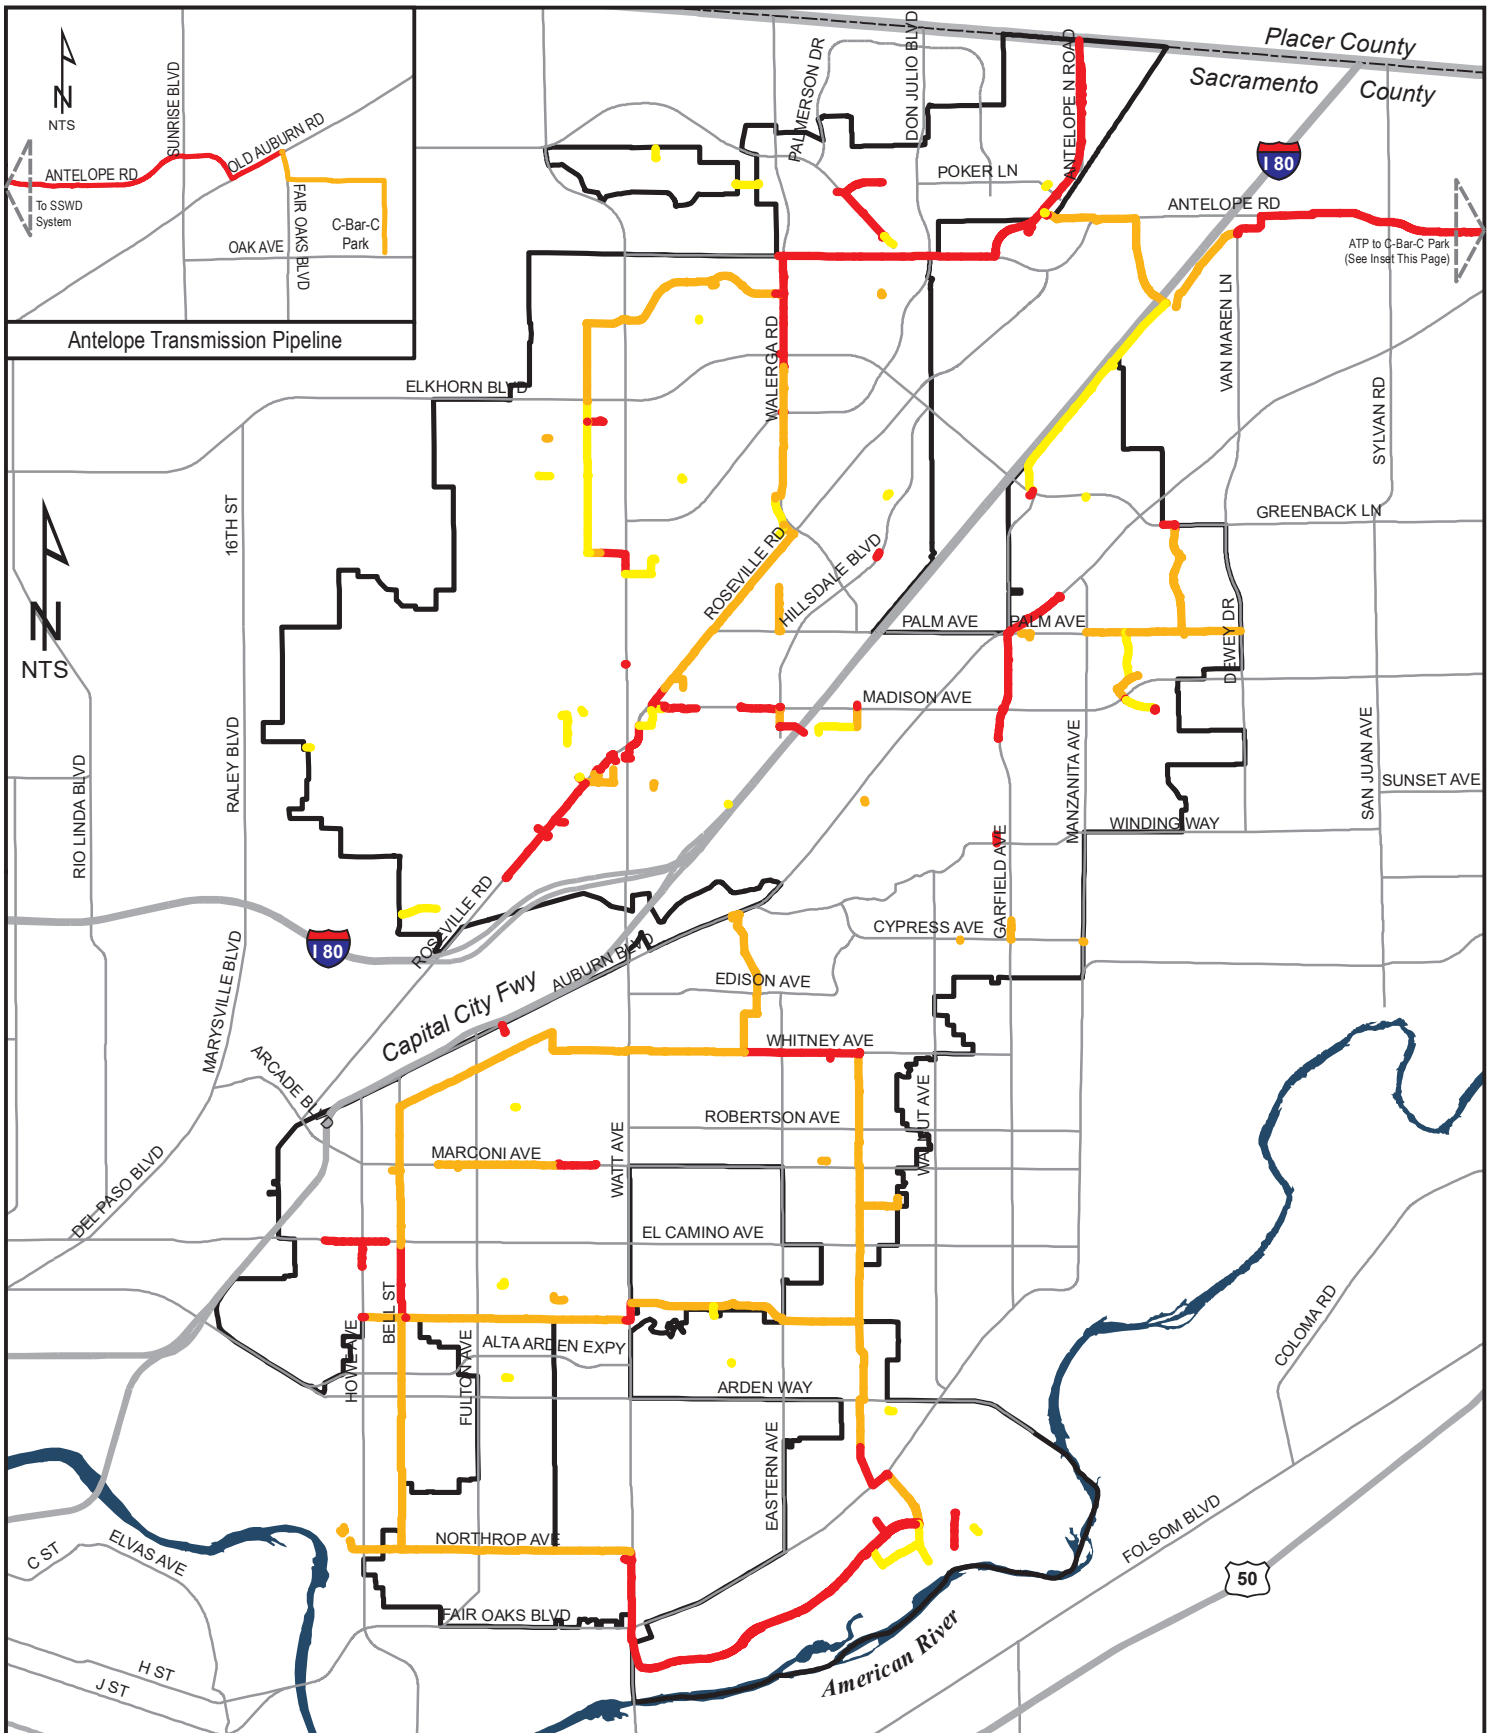 N
NTS
SUNRISE BLVD
OLD AUBURN RD
ANTELOPE RD
To SSWD
System
FAIR OAKS BLVD
C-Bar-C
Park
OAK AVE
Antelope Transmission Pipeline
PALMERSON DR
DON JULIO BLVD
ANTELOPE N ROAD
Placer County
Sacramento County
I 80
POKER LN
ANTELOPE RD
ATP to C-Bar-C Park
(See Inset This Page)
VAN MAREN LN
WALERGA RD
ELKHORN BLVD
SYLVAN RD
16TH ST
N
NTS
GREENBACK LN
ROSEVILLE RD
HILLSDALE BLVD
PALM AVE
PALM AVE
DEWEY DR
MADISON AVE
RALEY BLVD
RIO LINDA BLVD
MANZANITA AVE
SAN JUAN AVE
SUNSET AVE
WINDING WAY
GARFIELD AVE
ROSEVILLE RD
CYPRESS AVE
I 80
AUBURN BLVD
MARYSVILLE BLVD
EDISON AVE
Capital City Fwy
WHITNEY AVE
ARCADE BLVD
WALNUT AVE
ROBERTSON AVE
MARCONI AVE
WATT AVE
DEL PASO BLVD
EL CAMINO AVE
BELL ST
HOWE AVE
FULTON AVE
ALTA ARDEN EXPY
COLOMA RD
ARDEN WAY
EASTERN AVE
NORTHROP AVE
FOLSOM BLVD
C ST
ELVAS AVE
50
FAIR OAKS BLVD
American River
H ST
J ST